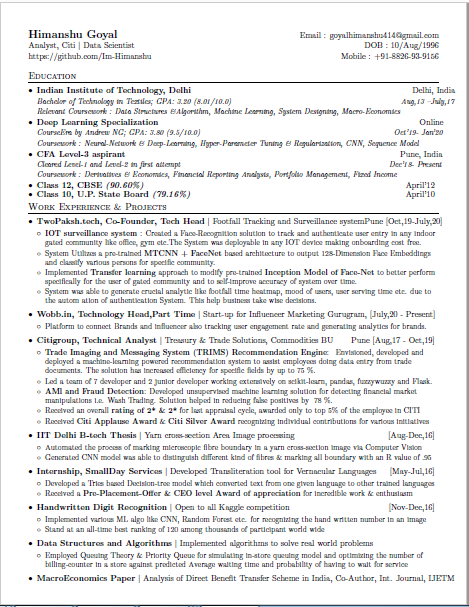 Himanshu Goyal
Email : goyalhimanshu414@gmail.com
Analyst, Citi | Data Scientist
DOB : 10/Aug/1996
https://github.com/Im-Himanshu
Mobile : +91-8826-93-9156
Education
• Indian Institute of Technology, Delhi Delhi, India
Bachelor of Technology in Textiles; GPA: 3.20 (8.01/10.0) Aug,13 -July,17
Relevant Coursework : Data Structures &Algorithm, Machine Learning, System Designing, Macro-Economics
• Deep Learning Specialization Online
CourseEra by Andrew NG; GPA: 3.80 (9.5/10.0) Oct'19- Jan'20
Coursework : Neural-Network & Deep-Learning, Hyper-Parameter Tuning & Regularization, CNN, Sequence Model
• CFA Level-3 aspirant Pune, India
Cleared Level-1 and Level-2 in first attempt Dec'18- Present
Coursework : Derivatives & Economics, Financial Reporting Analysis, Portfolio Management, Fixed Income
• Class 12, CBSE (90.60%) April'12
• Class 10, U.P. State Board (79.16%) April'10
Work Experience & Projects
• TwoPaksh.tech, Co-Founder, Tech Head | Footfall Tracking and Surveillance systemPune [Oct,19-July,20]
◦ IOT surveillance system : Created a Face-Recognition solution to track and authenticate user entry in any indoor
gated community like office, gym etc.The System was deployable in any IOT device making onboarding cost free.
◦ System Utilizes a pre-trained MTCNN + FaceNet based architecture to output 128-Dimension Face Embeddings
and classify various persons for specific community.
◦ Implemented Transfer learning approach to modify pre-trained Inception Model of Face-Net to better perform
specifically for the user of gated community and to self-improve accuracy of system over time.
◦ System was able to generate crucial analytic like footfall time heatmap, mood of users, user serving time etc. due to
the autom ation of authentication System. This help business take wise decisions.
• Wobb.in, Technology Head,Part Time | Start-up for Influencer Marketing Gurugram, [July,20 - Present]
◦ Platform to connect Brands and influencer also tracking user engagement rate and generating analytics for brands.
• Citigroup, Technical Analyst | Treasury & Trade Solutions, Commodities BU Pune [Aug,17 - Oct,19]
◦ Trade Imaging and Messaging System (TRIMS) Recommendation Engine: Envisioned, developed and
deployed a machine-learning powered recommendation system to assist employees doing data entry from trade
documents. The solution has increased efficiency for specific fields by up to 75 %.
◦ Led a team of 7 developer and 2 junior developer working extensively on scikit-learn, pandas, fuzzywuzzy and Flask.
◦ AMI and Fraud Detection: Developed unsupervised machine learning solution for detecting financial market
manipulations i.e. Wash Trading. Solution helped in reducing false positives by 78 %.
◦ Received an overall rating of 2* & 2* for last appraisal cycle, awarded only to top 5% of the employee in CITI
◦ Received Citi Applause Award & Citi Silver Award recognizing individual contributions for various initiatives
• IIT Delhi B-tech Thesis | Yarn cross-section Area Image processing [Aug-Dec,16]
◦ Automated the process of marking microscopic fibre boundary in a yarn cross-section image via Computer Vision
◦ Generated CNN model was able to distinguish different kind of fibres & marking all boundary with an R value of .95
• Internship, SmallDay Services | Developed Transliteration tool for Vernacular Languages [May-Jul,16]
◦ Developed a Tries based Decision-tree model which converted text from one given language to other trained languages
◦ Received a Pre-Placement-Offer & CEO level Award of appreciation for incredible work & enthusiasm
• Handwritten Digit Recognition | Open to all Kaggle competition [Nov-Dec,16]
◦ Implemented various ML algo like CNN, Random Forest etc. for recognizing the hand written number in an image
◦ Stand at an all-time best ranking of 120 among thousands of participant world wide
• Data Structures and Algorithms | Implemented algorithms to solve real world problems
◦ Employed Queuing Theory & Priority Queue for simulating in-store queuing model and optimizing the number of
billing-counter in a store against predicted Average waiting time and probability of having to wait for service
• MacroEconomics Paper | Analysis of Direct Benefit Transfer Scheme in India, Co-Author, Int. Journal, IJETM